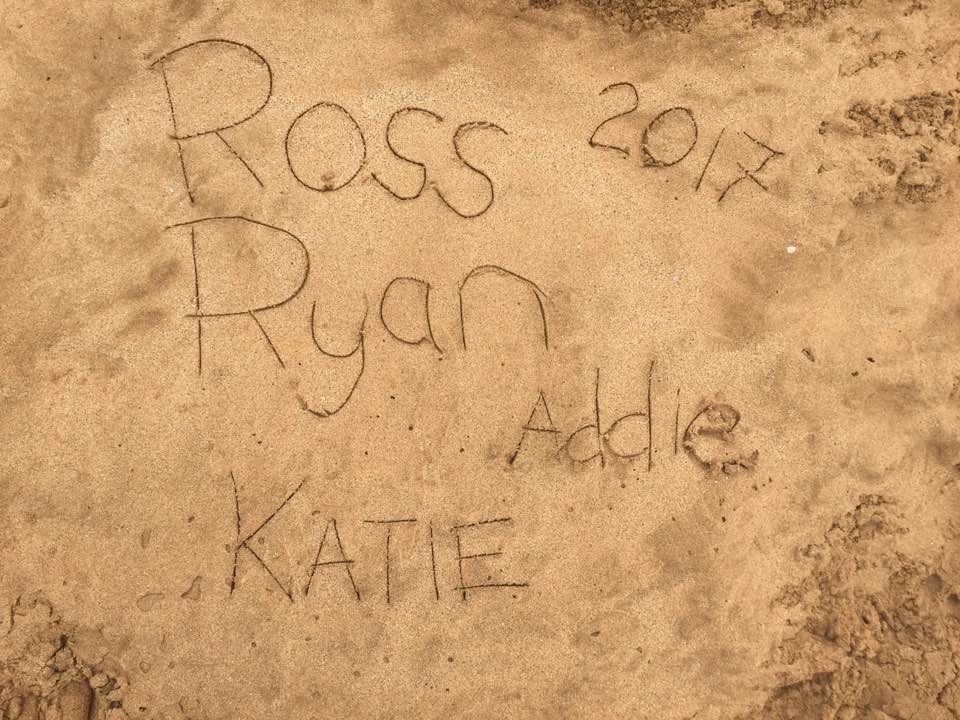 Ross 2017
Ryan
Addie
KATIE